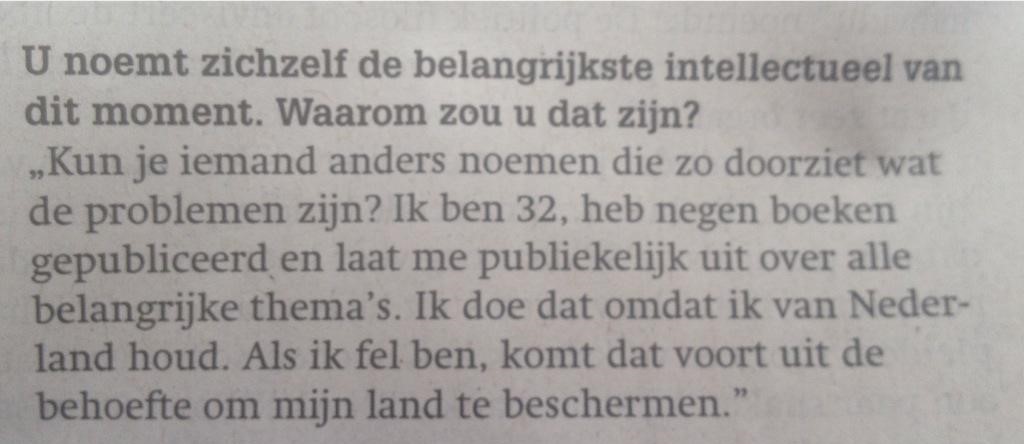 U noemt zichzelf de belangrijkste intellectueel van
dit moment. Waarom zou u dat zijn?
„Kun je iemand anders noemen die zo doorziet wat
de problemen zijn? Ik ben 32, heb negen boeken
gepubliceerd en laat me publiekelijk uit over alle
belangrijke thema’s. Ik doe dat omdat ik van Neder-
land houd. Als ik fel ben, komt dat voort uit de
behoefte om mijn land te beschermen.”